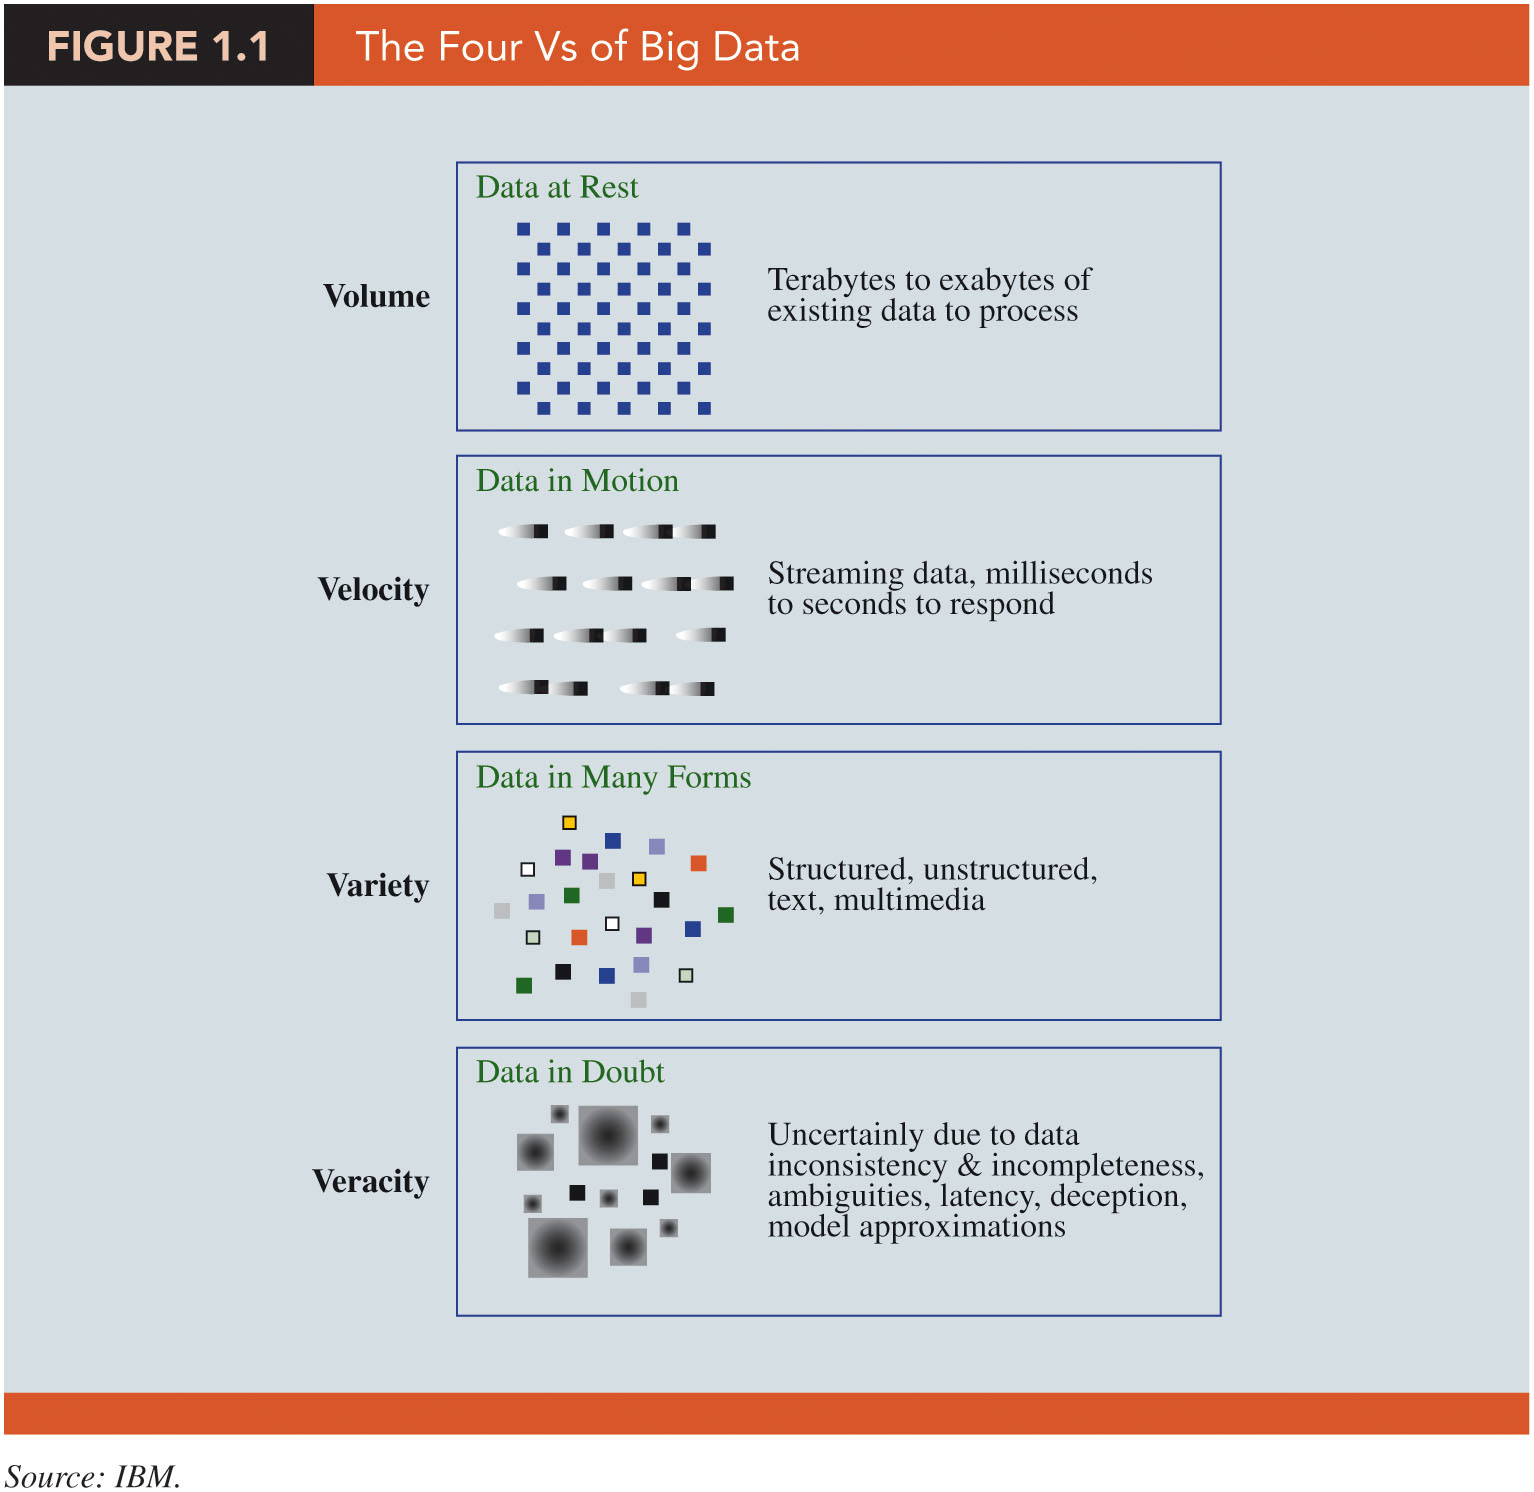 FIGURE 1.1 The Four Vs of Big Data
Data at Rest
Volume
Terabytes to exabytes of
existing data to process
Data in Motion
Velocity
Streaming data, milliseconds
to seconds to respond
Data in Many Forms
Variety
Structured, unstructured,
text, multimedia
Data in Doubt
Veracity
Uncertainly due to data
inconsistency & incompleteness,
ambiguities, latency, deception,
model approximations
Source: IBM.